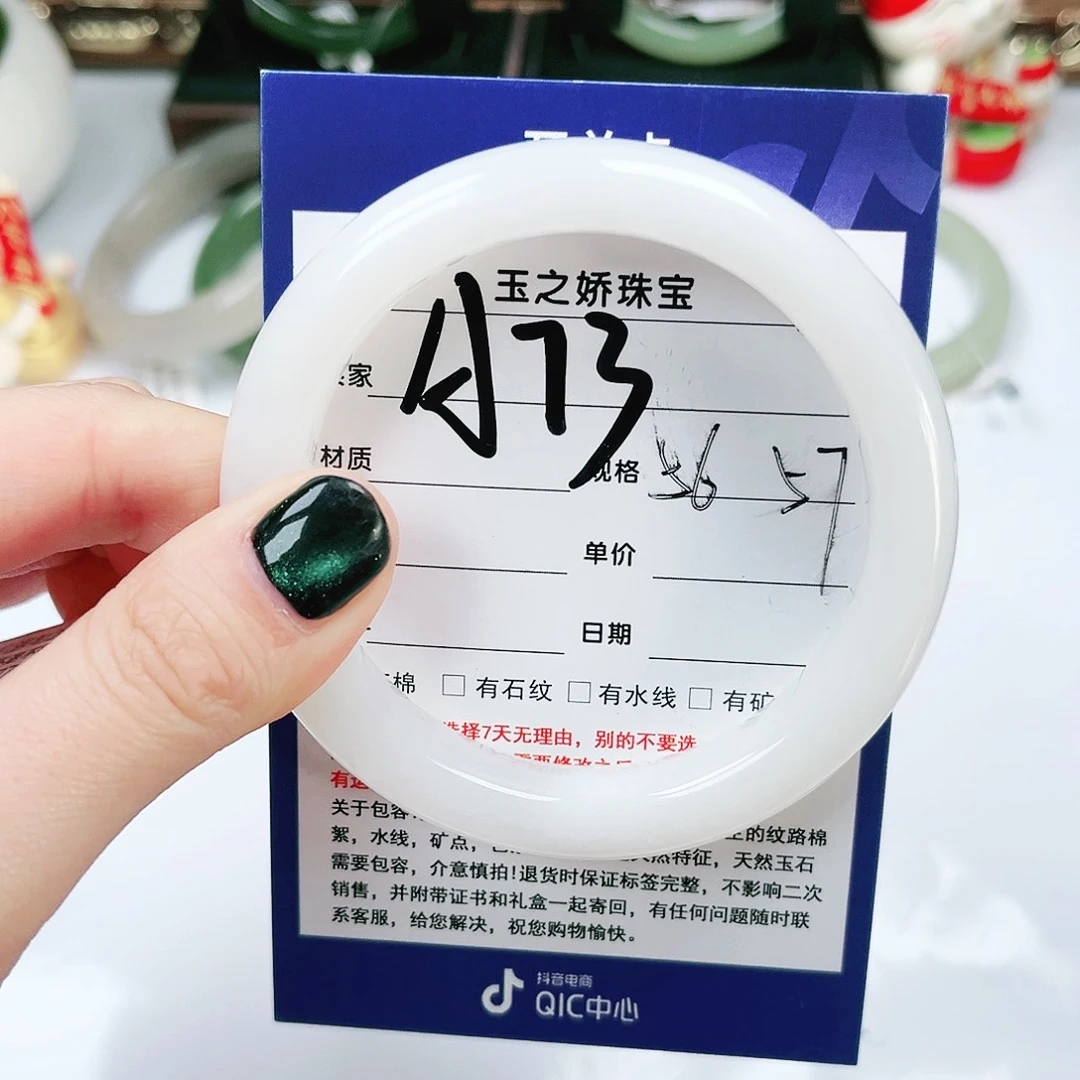 玉之娇珠宝
A73
家
材质
规格 56 57
单价
日期
棉 □ 有石纹 □ 有水线 □ 有矿
选择7天无理由，别的不要选
关于包容
的纹路棉
絮，水线，矿点，
天然特征，天然玉石
需要包容，介意慎拍!退货时保证标签完整，不影响二次
销售，并附带证书和礼盒一起寄回，有任何问题随时联
系客服，给您解决，祝您购物愉快。
抖音电商
QIC中心